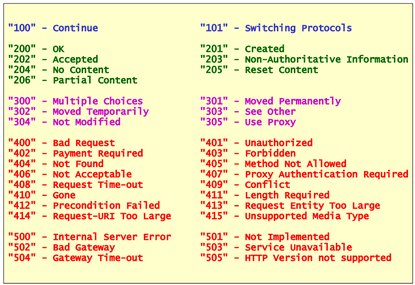 "100" - Continue "101" - Switching Protocols
"200" - OK "201" - Created
"202" - Accepted "203" - Non-Authoritative Information
"204" - No Content "205" - Reset Content
"206" - Partial Content
"300" - Multiple Choices "301" - Moved Permanently
"302" - Moved Temporarily "303" - See Other
"304" - Not Modified "305" - Use Proxy
"400" - Bad Request "401" - Unauthorized
"402" - Payment Required "403" - Forbidden
"404" - Not Found "405" - Method Not Allowed
"406" - Not Acceptable "407" - Proxy Authentication Required
"408" - Request Time-out "409" - Conflict
"410" - Gone "411" - Length Required
"412" - Precondition Failed "413" - Request Entity Too Large
"414" - Request-URI Too Large "415" - Unsupported Media Type
"500" - Internal Server Error "501" - Not Implemented
"502" - Bad Gateway "503" - Service Unavailable
"504" - Gateway Time-out "505" - HTTP Version not supported